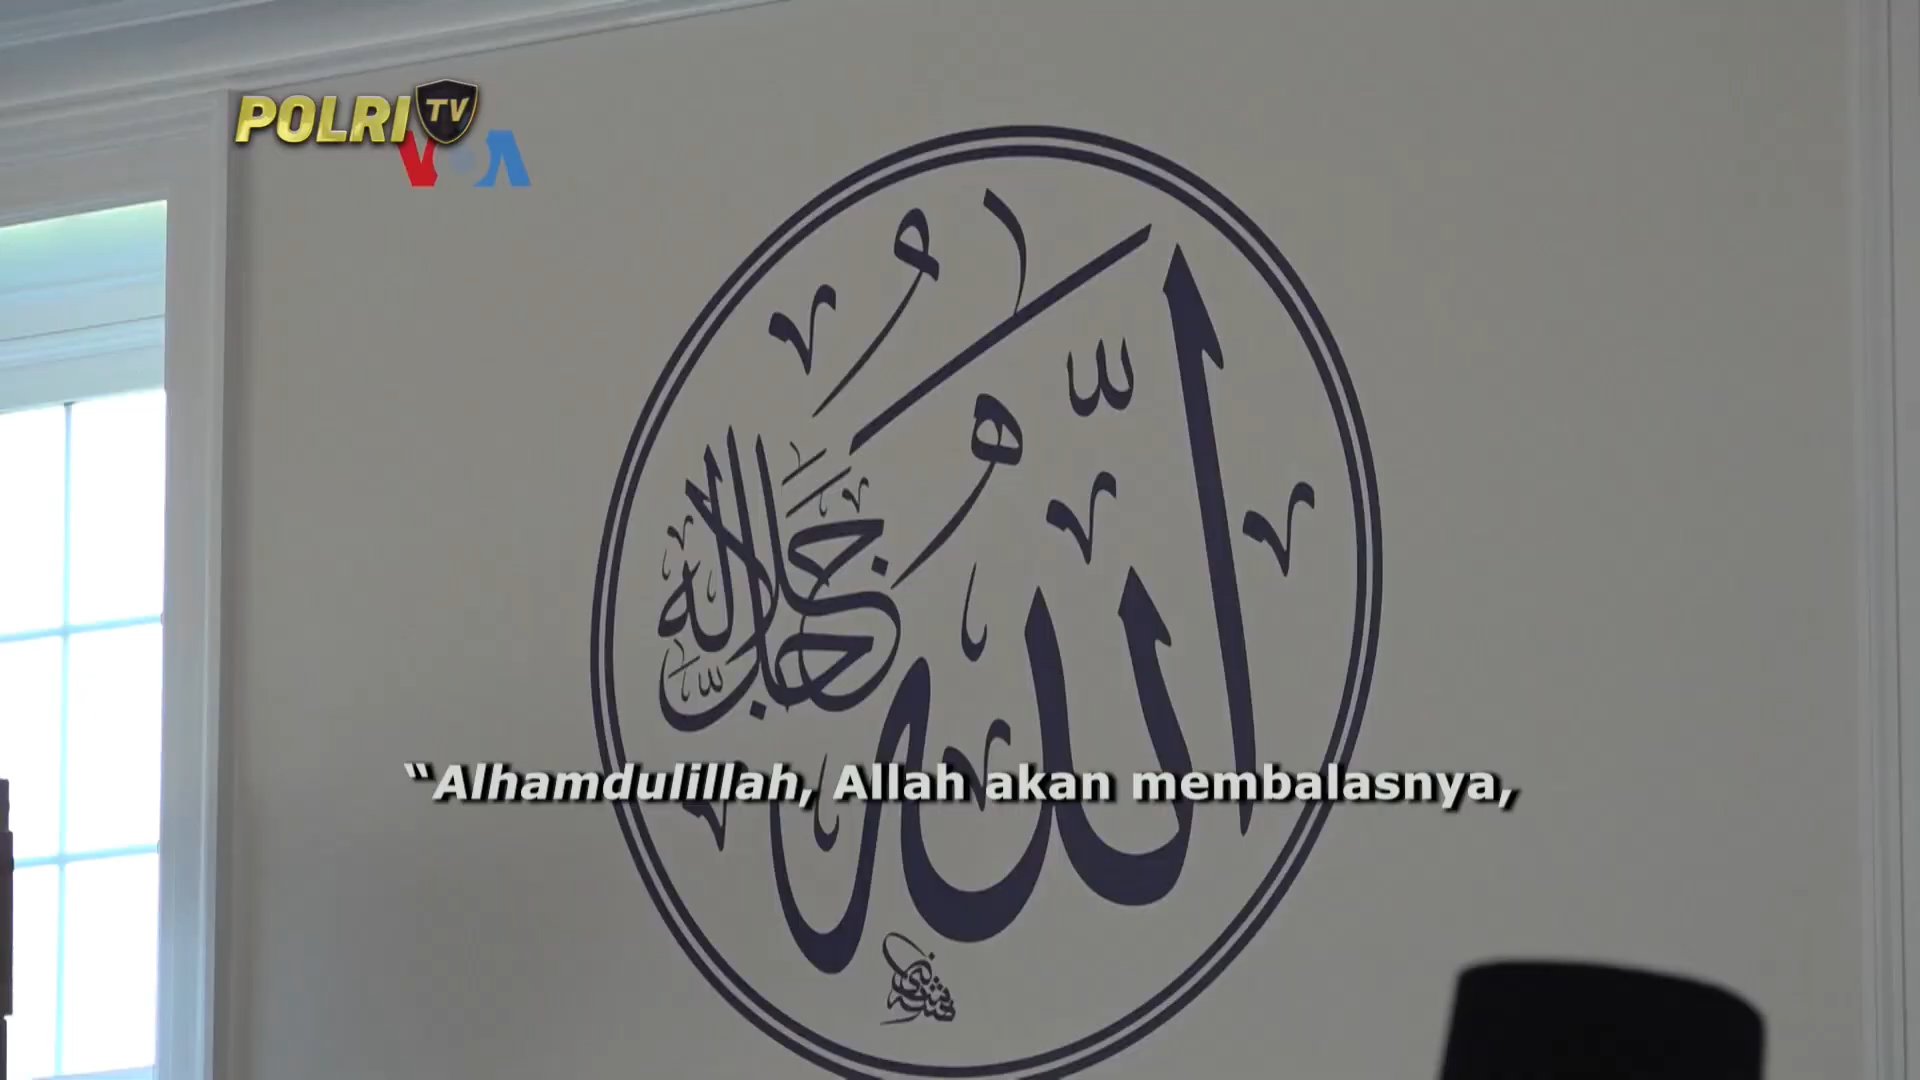 POLRI TV
VOA
الله
جل جلاله
“Alhamdulillah, Allah akan membalasnya,